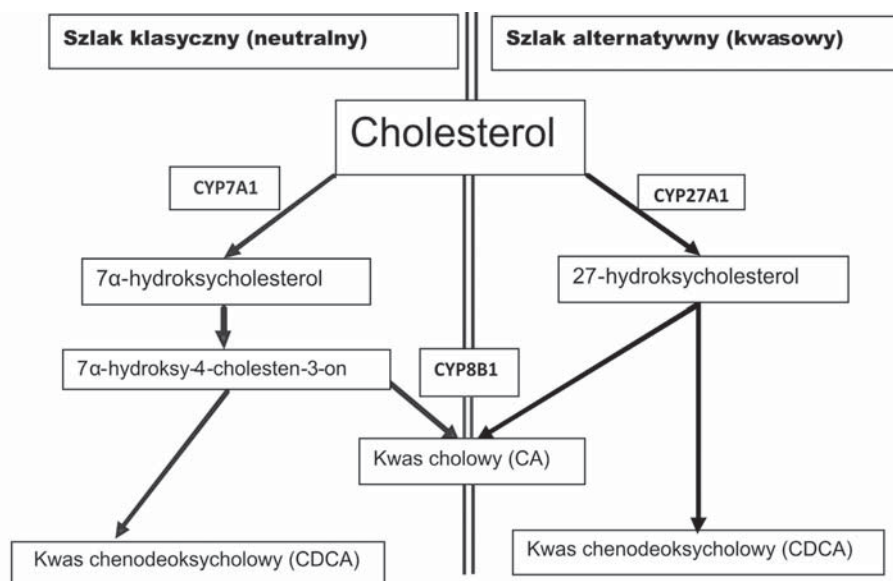 Szlak klasyczny (neutralny)
Szlak alternatywny (kwasowy)
Cholesterol
CYP7A1
CYP27A1
7α-hydroksycholesterol
27-hydroksycholesterol
7α-hydroksy-4-cholesten-3-on
CYP8B1
Kwas cholowy (CA)
Kwas chenodeoksycholowy (CDCA)
Kwas chenodeoksycholowy (CDCA)